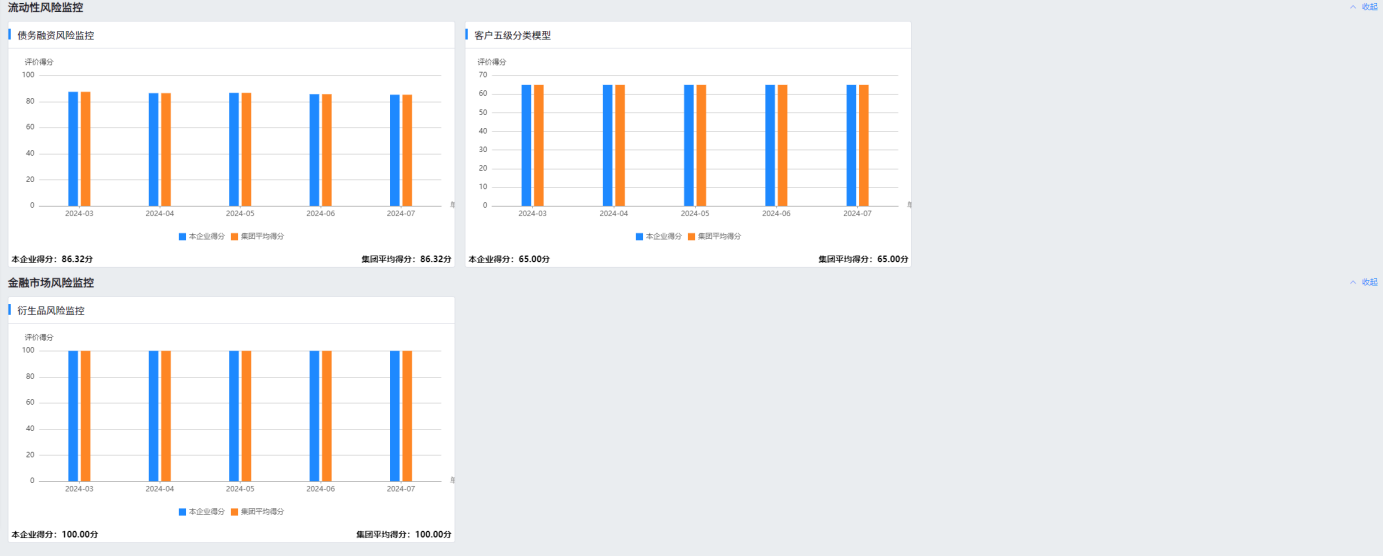 流动性风险监控
收起
债务融资风险监控
评价得分
100
80
60
40
20
0
2024-03 2024-04 2024-05 2024-06 2024-07
本企业得分 集团平均得分
本企业得分：86.32分 集团平均得分：86.32分
客户五级分类模型
评价得分
70
60
50
40
30
20
10
0
2024-03 2024-04 2024-05 2024-06 2024-07
本企业得分 集团平均得分
本企业得分：65.00分 集团平均得分：65.00分
金融市场风险监控
收起
衍生品风险监控
评价得分
100
80
60
40
20
0
2024-03 2024-04 2024-05 2024-06 2024-07
本企业得分 集团平均得分
本企业得分：100.00分 集团平均得分：100.00分